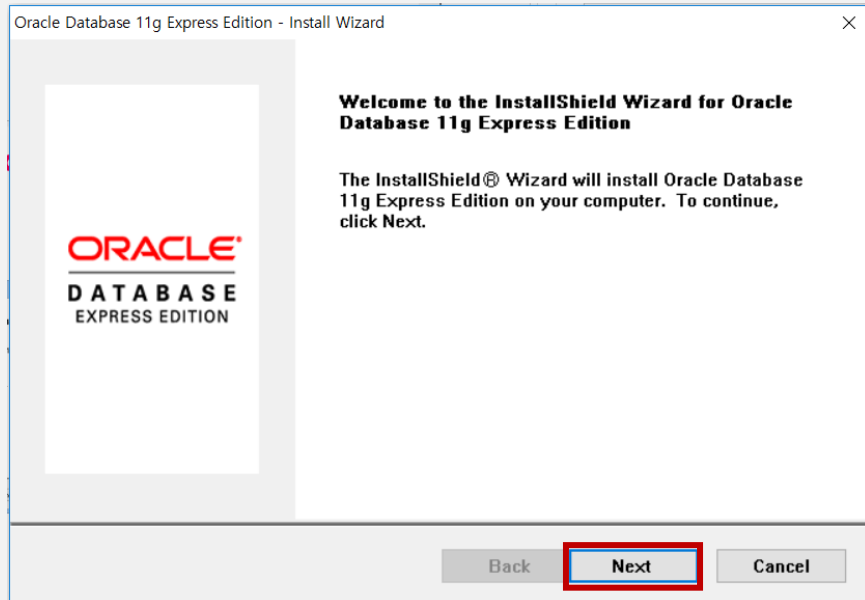 Oracle Database 11g Express Edition - Install Wizard
Welcome to the InstallShield Wizard for Oracle
Database 11g Express Edition
The InstallShield® Wizard will install Oracle Database
11g Express Edition on your computer. To continue,
click Next.
ORACLE
DATABASE
EXPRESS EDITION
Back
Next
Cancel